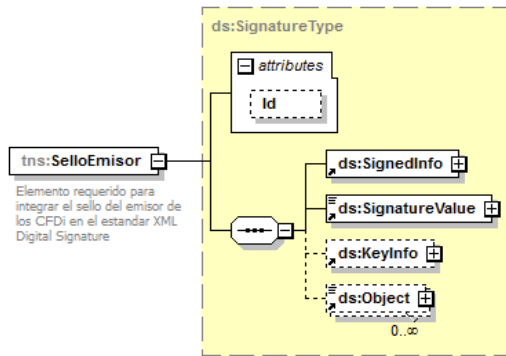 ds:SignatureType
attributes
Id
tns:SelloEmisor
Elemento requerido para
integrar el sello del emisor de
los CFDi en el estandar XML
Digital Signature
ds:SignedInfo
ds:SignatureValue
ds:KeyInfo
ds:Object
0..∞